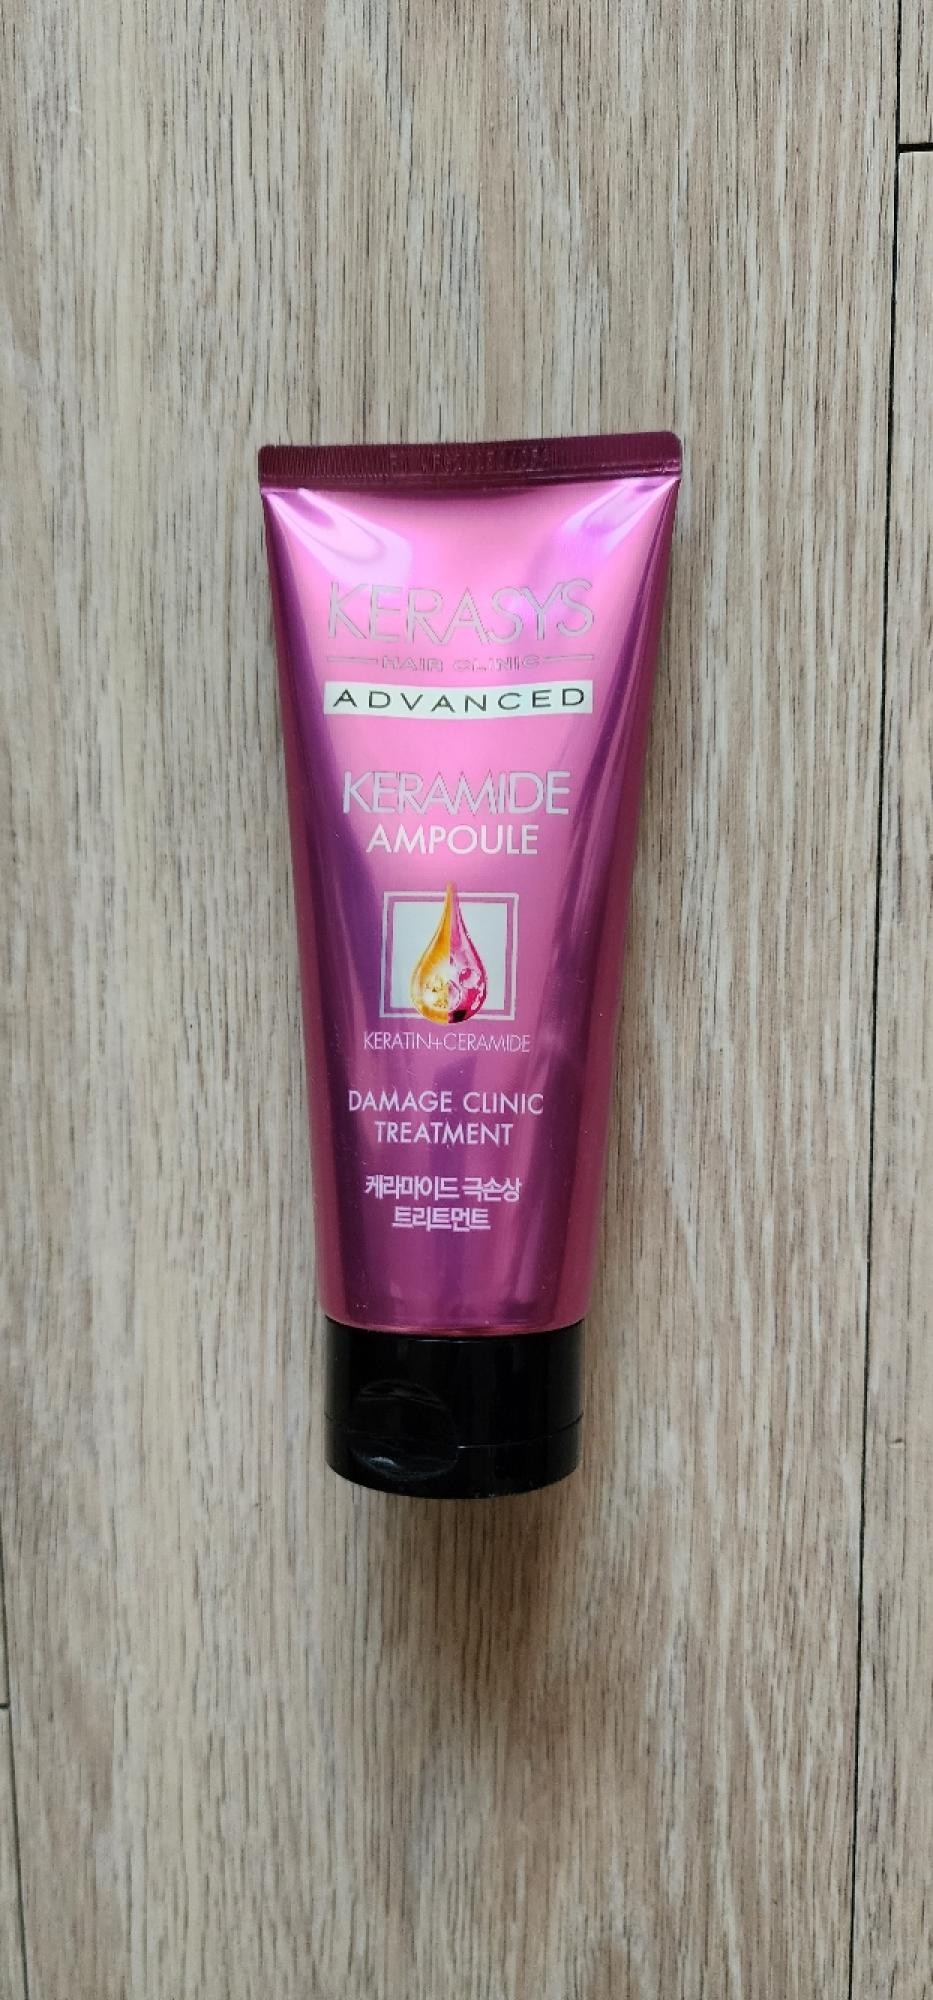 KERASYS
HAIR CLINIC
ADVANCED
KERAMIDE
AMPOULE
KERATIN+CERAMIDE
DAMAGE CLINIC
TREATMENT
케라마이드 극손상
트리트먼트